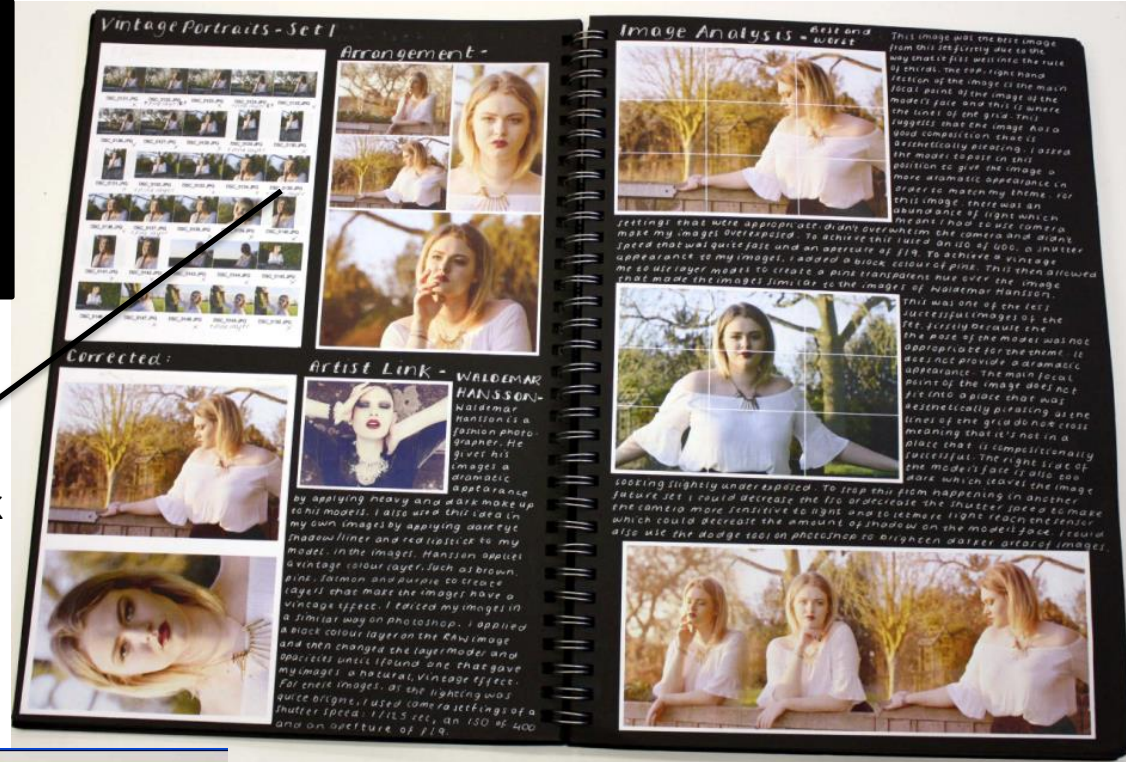 Vintage Portraits - Set 1
Arrangement -
Corrected:
Artist Link - WALDEMAR
HANSSON-
Waldemar
Hansson is a
fashion photo-
grapher. He
gives his
images a
dramatic
appearance
by applying heavy and dark make up
to his models. I also used this idea in
my own images by applying dark eye
shadow/liner and red lipstick to my
model. in the images. Hansson applies
a vintage colour layer, such as brown,
pink, salmon and purple to create
layers that make the images have a
vintage effect. I edited my images in
a similar way on photoshop. I applied
a block colour layer on the RAW image
and then changed the layer modes and
opacities until I found one that gave
my images a natural, vintage effect.
For these images, as the lighting was
quite bright, I used camera settings of a
shutter speed: 1/125 sec, an ISO of 400
and an aperture of f19.
Image Analysis - Best and
worst
This image was the best image
from this set firstly due to the
way that it fits well into the rule
of thirds. The top-right hand
section of the image is the main
focal point of the image of the
model's face and this is where
the lines of the grid. This
suggests that the image has a
good composition that is
aesthetically pleasing. I asked
the model to pose in this
position to give the image a
more dramatic appearance in
order to match my theme. For
this image, there was an
abundance of light which
meant I had to use camera
settings that were appropriate didn't overwhelm the camera and didn't
make my images overexposed. To achieve this I used an ISO of 400, a shutter
speed that was quite fast and an aperture of f19. To achieve a vintage
appearance to my images, I added a block colour of pink. This then allowed
me to use layer modes to create a pink transparent hue over the image
that made the images similar to the images of Waldemar Hansson.
This was one of the less
successful images of the
set, firstly because the
the pose of the model was not
appropriate for the theme. It
does not provide a dramatic
appearance. The main focal
point of the image does not
fit into a place that was
aesthetically pleasing as the
lines of the grid do not cross
meaning that it's not in a
place that is compositionally
successful. The right side of
the model's face is also too
dark which leaves the image
looking slightly underexposed. To stop this from happening in another
future set I could decrease the ISO or decrease the shutter speed to make
the camera more sensitive to light and to let more light reach the sensor
which could decrease the amount of shadow on the models face. I could
also use the dodge tool on photoshop to brighten darker areas of images.